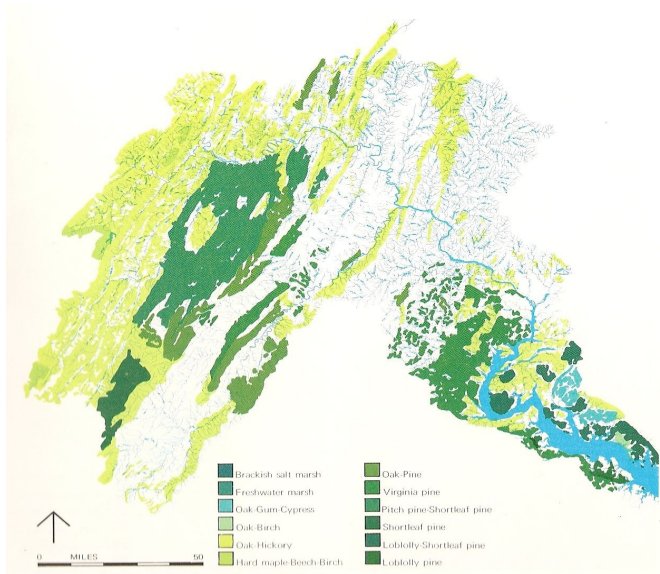 Brackish salt marsh
Freshwater marsh
Oak-Gum-Cypress
Oak-Birch
Oak-Hickory
Hard maple-Beech-Birch
Oak-Pine
Virginia pine
Pitch pine-Shortleaf pine
Shortleaf pine
Loblolly-Shortleaf pine
Loblolly pine
0 MILES 50